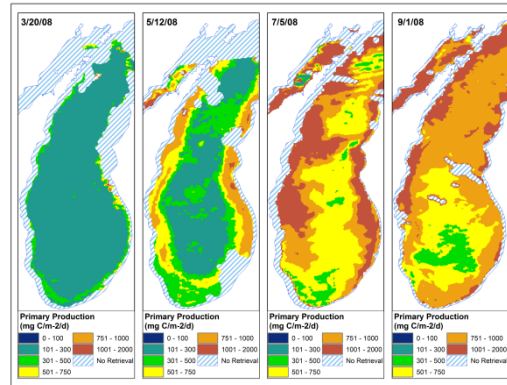 3/20/08
5/12/08
7/5/08
9/1/08
Primary Production
(mg C/m-2/d)
0 - 100
751 - 1000
101 - 300
1001 - 2000
301 - 500
No Retrieval
501 - 750
Primary Production
(mg C/m-2/d)
0 - 100
751 - 1000
101 - 300
1001 - 2000
301 - 500
No Retrieval
501 - 750
Primary Production
(mg C/m-2/d)
0 - 100
751 - 1000
101 - 300
1001 - 2000
301 - 500
No Retrieval
501 - 750
Primary Production
(mg C/m-2/d)
0 - 100
751 - 1000
101 - 300
1001 - 2000
301 - 500
No Retrieval
501 - 750